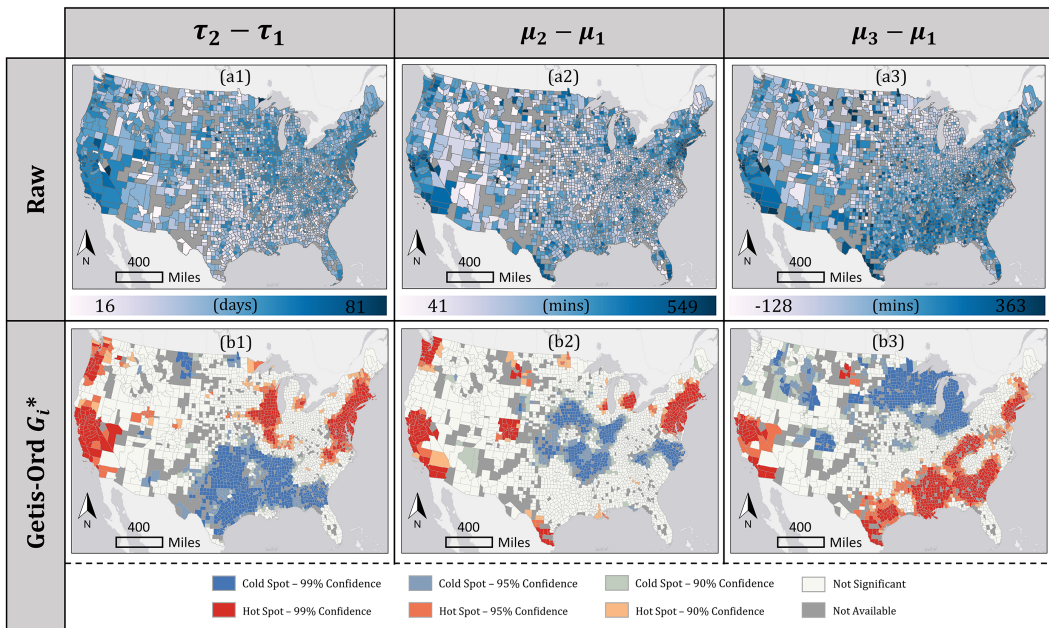 τ₂ − τ₁
μ₂ − μ₁
μ₃ − μ₁
Raw
(a1)
N
400
Miles
16 (days) 81
(a2)
N
400
Miles
41 (mins) 549
(a3)
N
400
Miles
-128 (mins) 363
Getis-Ord Gᵢ*
(b1)
N
400
Miles
(b2)
N
400
Miles
(b3)
N
400
Miles
Cold Spot – 99% Confidence
Cold Spot – 95% Confidence
Cold Spot – 90% Confidence
Not Significant
Hot Spot – 99% Confidence
Hot Spot – 95% Confidence
Hot Spot – 90% Confidence
Not Available